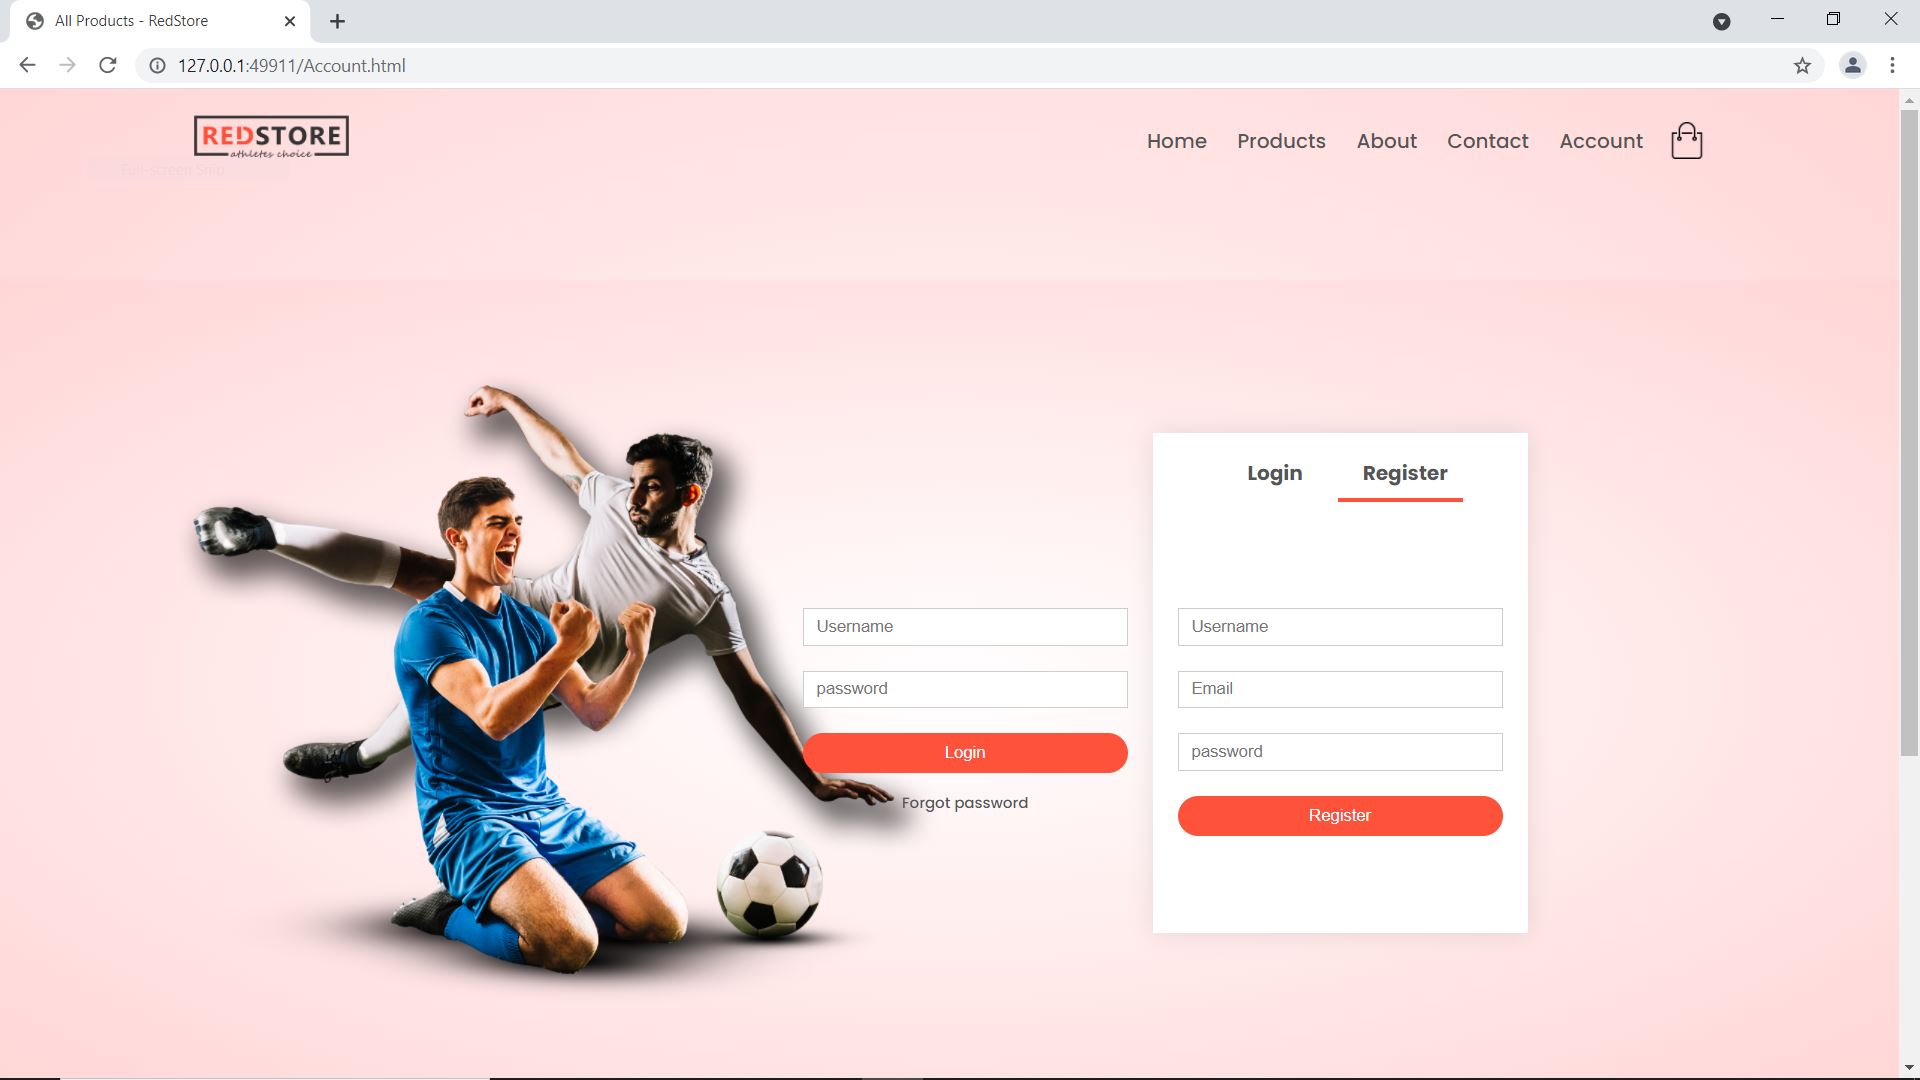 All Products - RedStore
127.0.0.1:49911/Account.html
REDSTORE
athletes choice
Home Products About Contact Account
Full-screen Snip
Login Register
Username
password
Login
Forgot password
Username
Email
password
Register